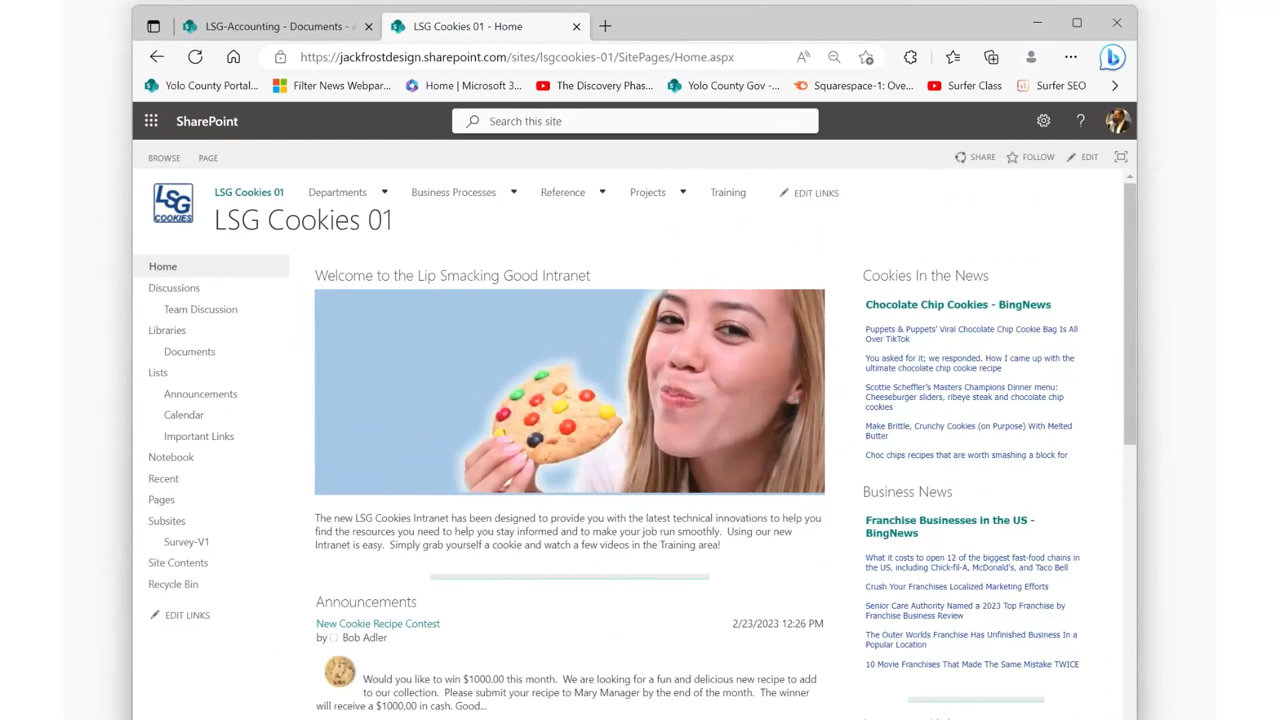 LSG-Accounting - Documents -
LSG Cookies 01 - Home
https://jackfrostdesign.sharepoint.com/sites/lsgcookies-01/SitePages/Home.aspx
Yolo County Portal...
Filter News Webpar...
Home | Microsoft 3...
The Discovery Phas...
Yolo County Gov -...
Squarespace-1: Ove...
Surfer Class
Surfer SEO
SharePoint
Search this site
BROWSE
PAGE
SHARE
FOLLOW
EDIT
LSG COOKIES
LSG Cookies 01
Departments
Business Processes
Reference
Projects
Training
EDIT LINKS
LSG Cookies 01
Home
Discussions
Team Discussion
Libraries
Documents
Lists
Announcements
Calendar
Important Links
Notebook
Recent
Pages
Subsites
Survey-V1
Site Contents
Recycle Bin
EDIT LINKS
Welcome to the Lip Smacking Good Intranet
The new LSG Cookies Intranet has been designed to provide you with the latest technical innovations to help you
find the resources you need to help you stay informed and to make your job run smoothly. Using our new
Intranet is easy. Simply grab yourself a cookie and watch a few videos in the Training area!
Announcements
New Cookie Recipe Contest
2/23/2023 12:26 PM
by Bob Adler
Would you like to win $1000.00 this month. We are looking for a fun and delicious new recipe to add
to our collection. Please submit your recipe to Mary Manager by the end of the month. The winner
will receive a $1000,00 in cash. Good...
Cookies In the News
Chocolate Chip Cookies - BingNews
Puppets & Puppets' Viral Chocolate Chip Cookie Bag Is All
Over TikTok
You asked for it; we responded. How I came up with the
ultimate chocolate chip cookie recipe
Scottie Scheffler's Masters Champions Dinner menu:
Cheeseburger sliders, ribeye steak and chocolate chip
cookies
Make Brittle, Crunchy Cookies (on Purpose) With Melted
Butter
Choc chips recipes that are worth smashing a block for
Business News
Franchise Businesses in the US -
BingNews
What it costs to open 12 of the biggest fast-food chains in
the US, including Chick-fil-A, McDonald's, and Taco Bell
Crush Your Franchises Localized Marketing Efforts
Senior Care Authority Named a 2023 Top Franchise by
Franchise Business Review
The Outer Worlds Franchise Has Unfinished Business In a
Popular Location
10 Movie Franchises That Made The Same Mistake TWICE